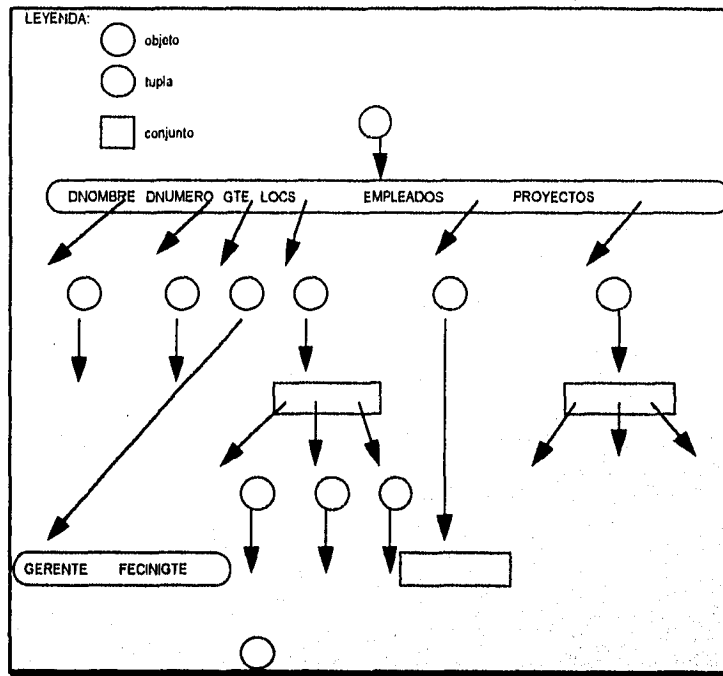 LEYENDA:
objeto
tupla
conjunto
DNOMBRE DNUMERO GTE LOCS EMPLEADOS PROYECTOS
GERENTE FECINIGTE